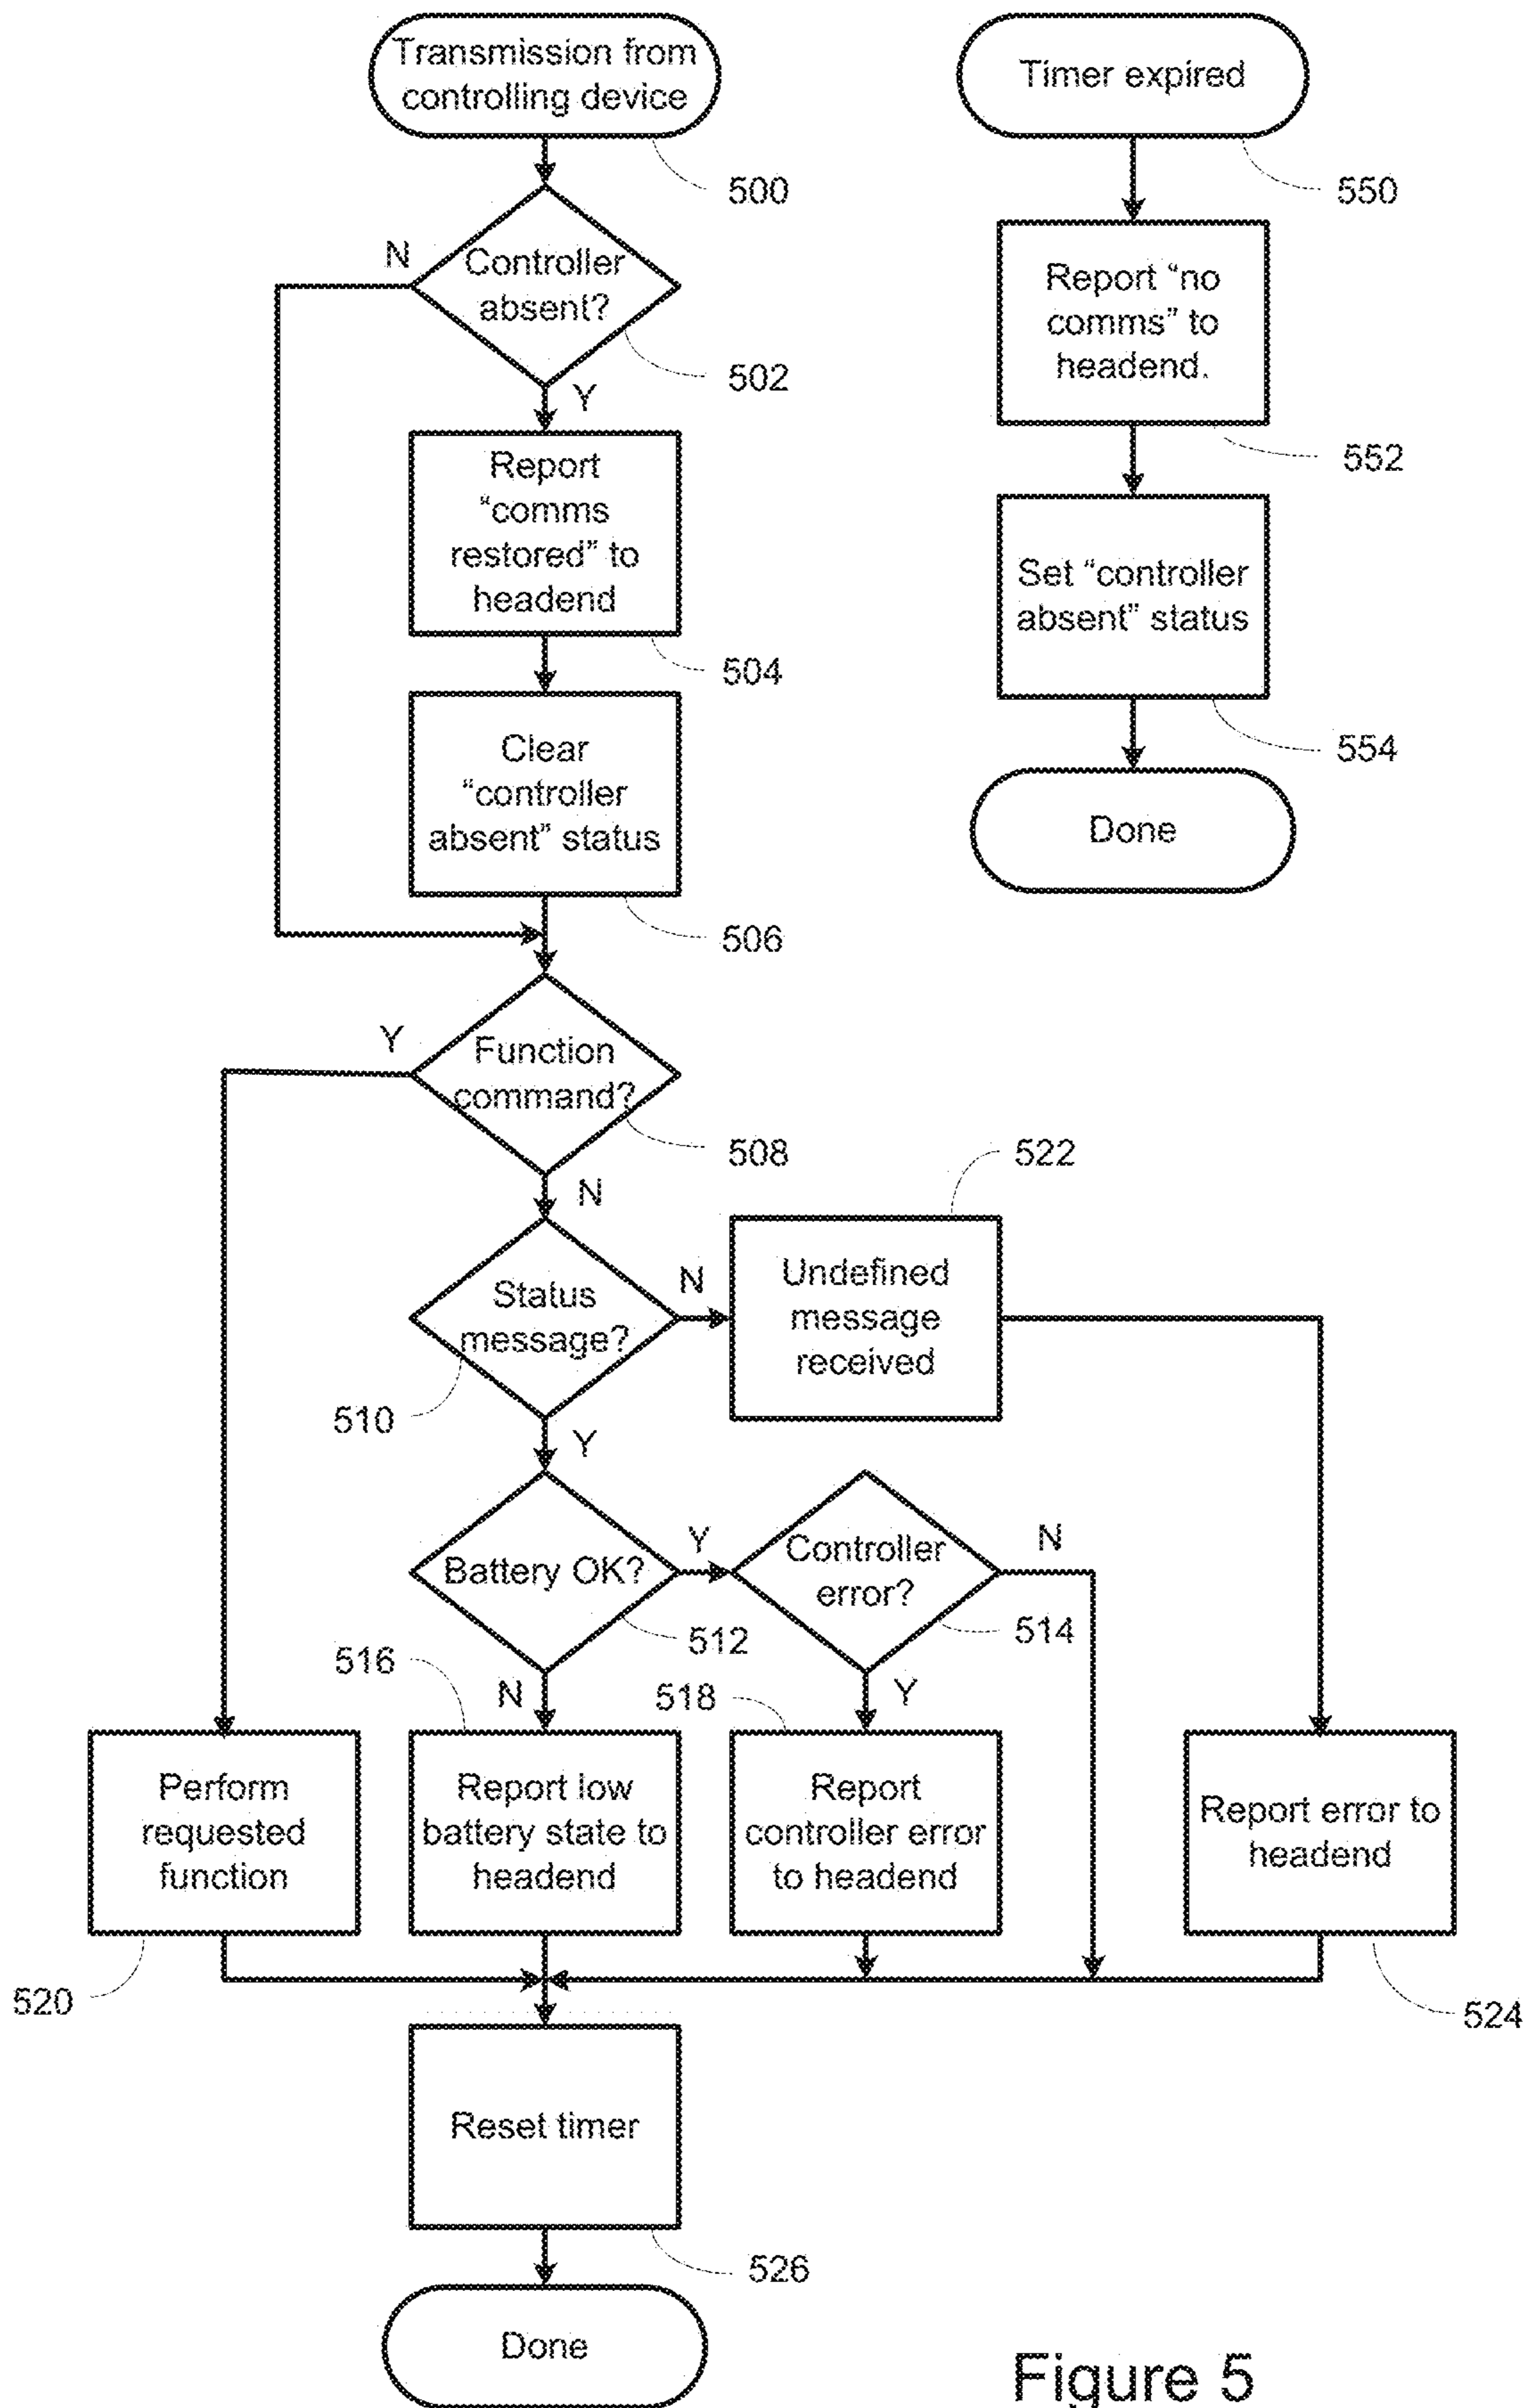 Transmission from
controlling device
500
Controller
absent?
N
Y
502
Report
“comms
restored” to
headend
504
Clear
“controller
absent” status
506
Function
command?
Y
N
508
Status
message?
N
Y
510
Undefined
message
received
522
Battery OK?
Y
N
512
Controller
error?
N
Y
514
516
518
Perform
requested
function
520
Report low
battery state to
headend
Report
controller error
to headend
Report error to
headend
524
Reset timer
526
Done
Timer expired
550
Report “no
comms” to
headend.
552
Set “controller
absent” status
554
Done
Figure 5